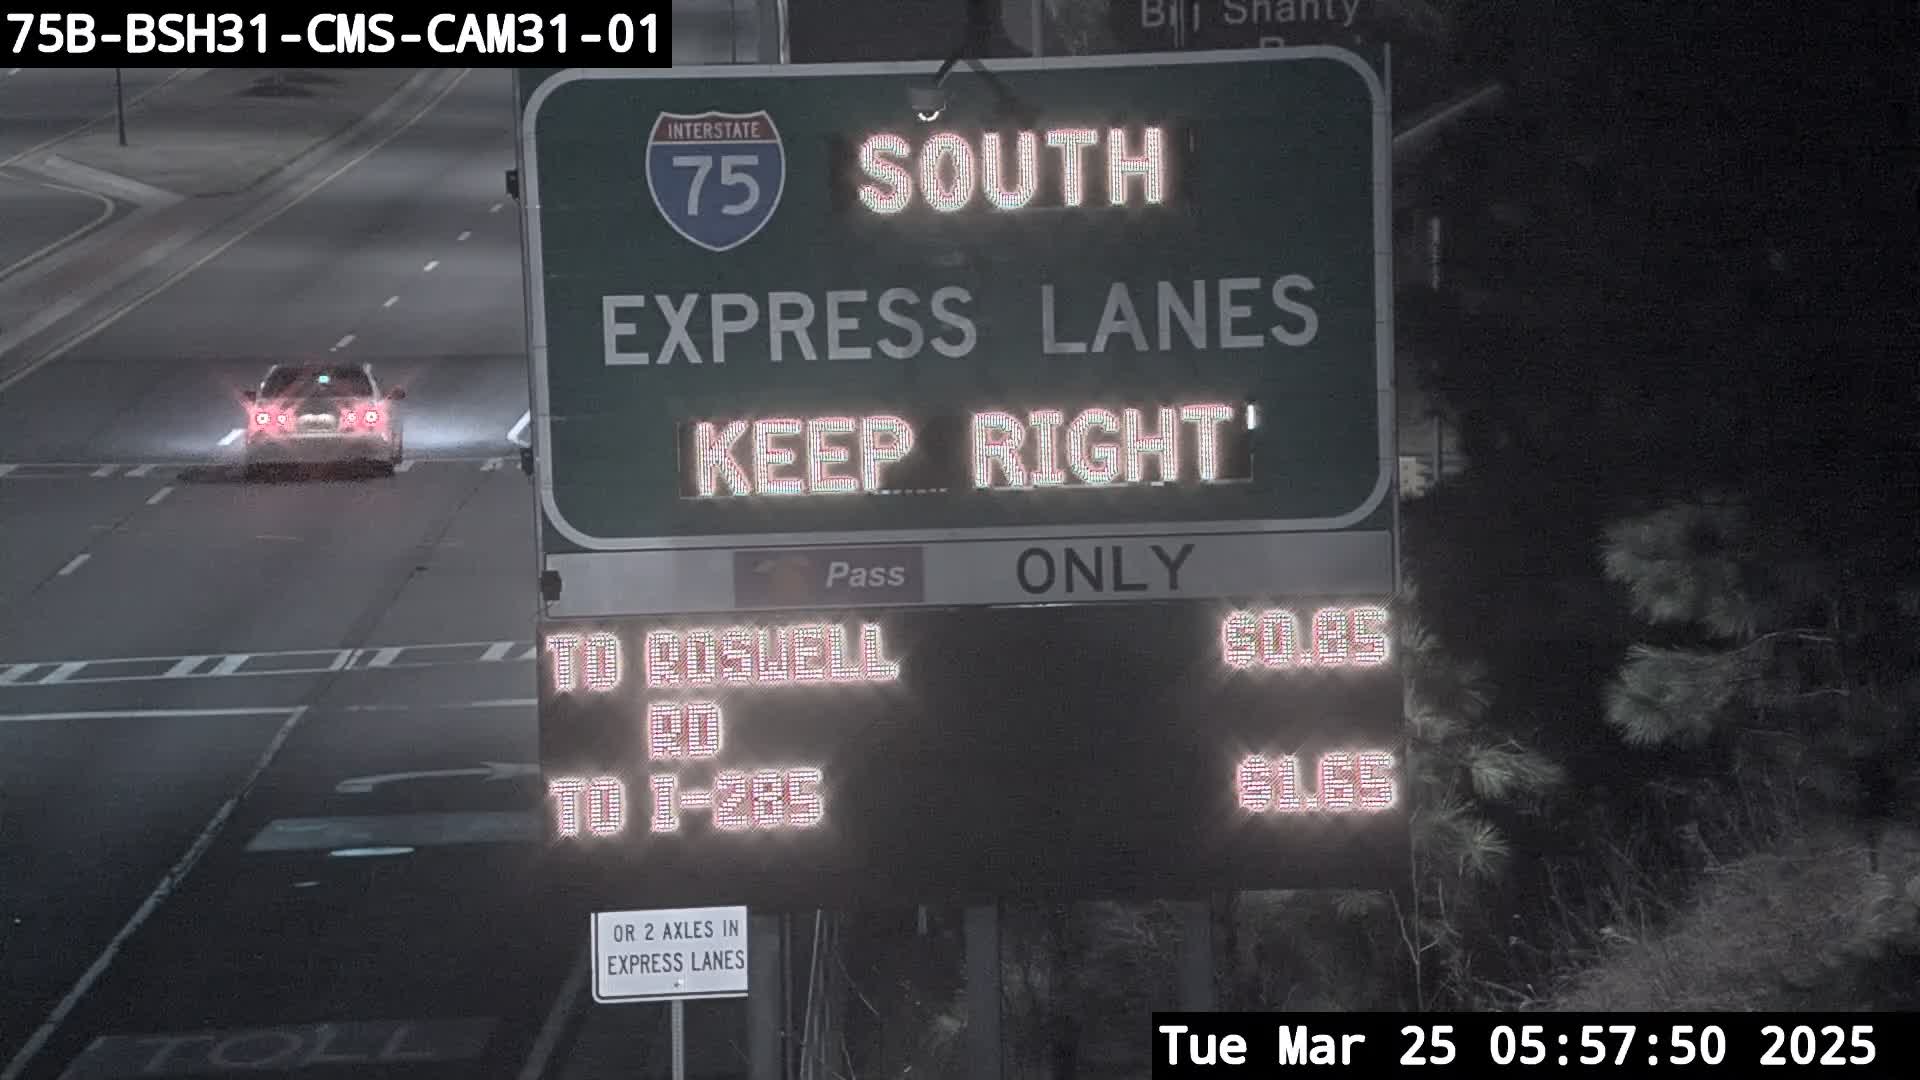 75B-BSH31-CMS-CAM31-01
Shanty
INTERSTATE
75
SOUTH
EXPRESS LANES
KEEP RIGHT
Pass ONLY
TO ROSWELL $0.85
RD
TO I-285 $1.65
OR 2 AXLES IN
EXPRESS LANES
TOLL
Tue Mar 25 05:57:50 2025